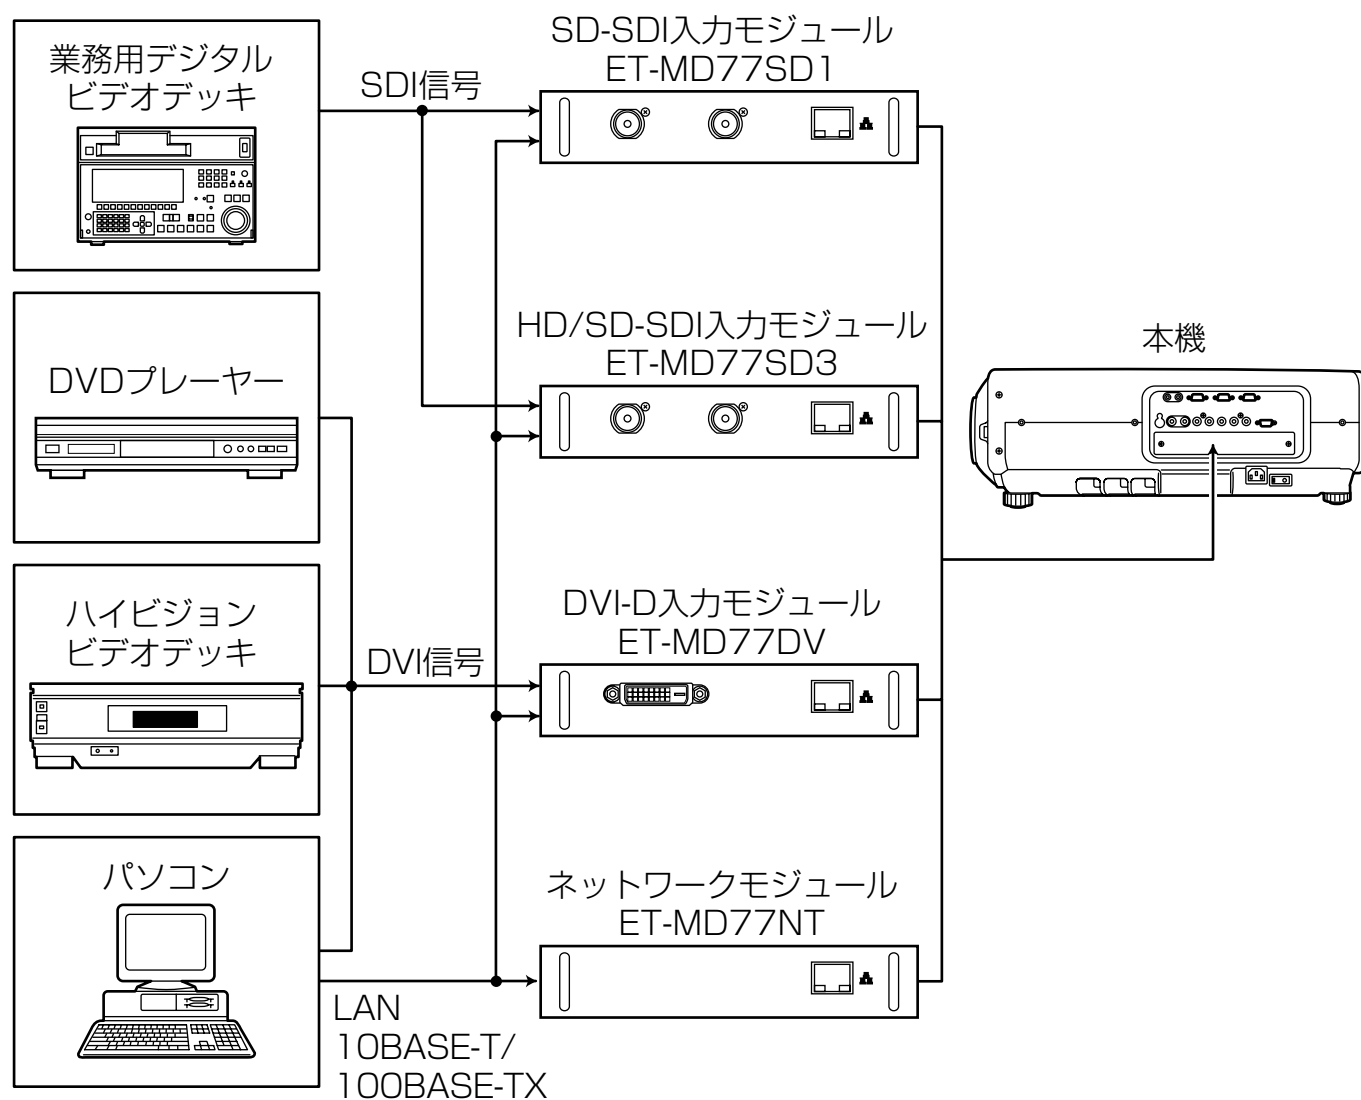 業務用デジタル
ビデオデッキ
SDI信号
SD-SDI入力モジュール
ET-MD77SD1
DVDプレーヤー
HD/SD-SDI入力モジュール
ET-MD77SD3
本機
ハイビジョン
ビデオデッキ
DVI信号
DVI-D入力モジュール
ET-MD77DV
パソコン
LAN
10BASE-T/
100BASE-TX
ネットワークモジュール
ET-MD77NT